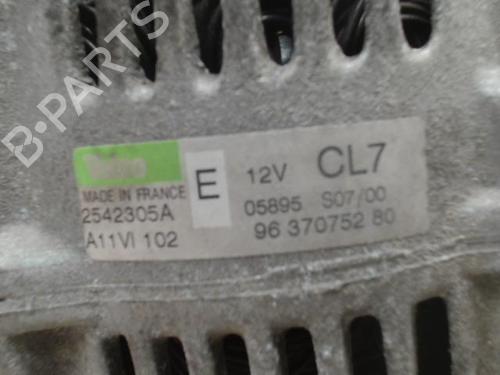 B-PARTS
Valeo
MADE IN FRANCE
2542305A
A11VI 102
E
12V CL7
05895 S07/00
96 370752 80